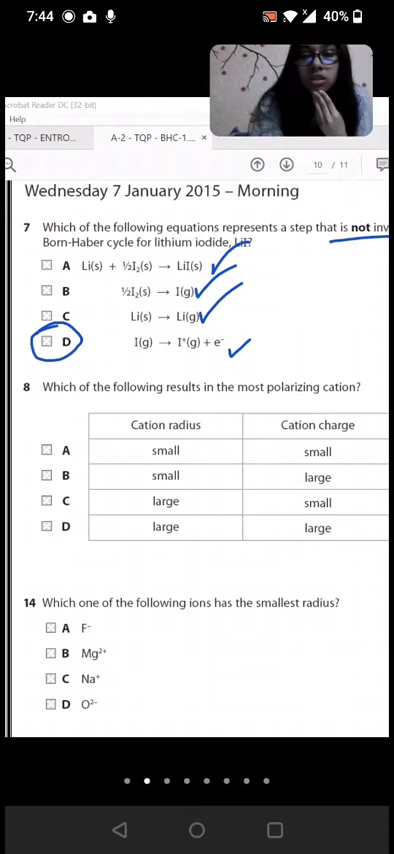 7:44
40%
crobat Reader DC (32-bit)
Help
- TQP - ENTRO...
A-2 - TQP - BHC-1....
×
10 / 11
Wednesday 7 January 2015 – Morning
7 Which of the following equations represents a step that is not inv
Born-Haber cycle for lithium iodide, LiI?
A Li(s) + ½I₂(s) → LiI(s)
B ½I₂(s) → I(g)
C Li(s) → Li(g)
D I(g) → I⁺(g) + e⁻
8 Which of the following results in the most polarizing cation?
Cation radius Cation charge
A small small
B small large
C large small
D large large
14 Which one of the following ions has the smallest radius?
A F⁻
B Mg²⁺
C Na⁺
D O²⁻